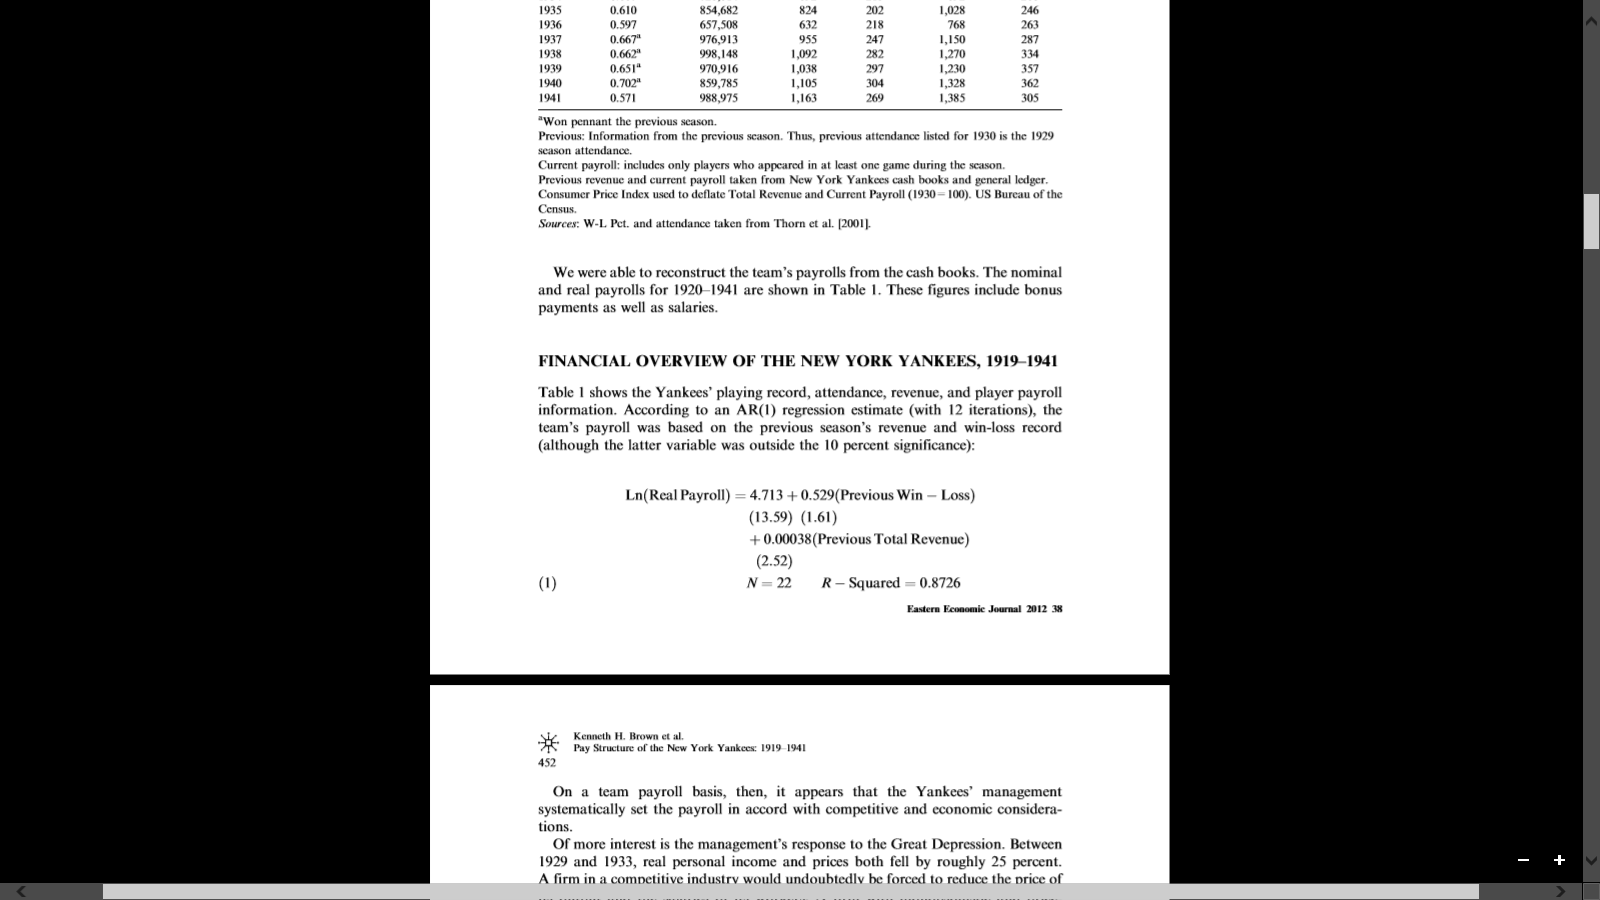 1935 0.610 854,682 824 202 1,028 246
1936 0.597 657,508 632 218 768 263
1937 0.667ᵃ 976,913 955 247 1,150 287
1938 0.662ᵃ 998,148 1,092 282 1,270 334
1939 0.651ᵃ 970,916 1,038 297 1,230 357
1940 0.702ᵃ 859,785 1,105 304 1,328 362
1941 0.571 988,975 1,163 269 1,385 305
ᵃWon pennant the previous season.
Previous: Information from the previous season. Thus, previous attendance listed for 1930 is the 1929
season attendance.
Current payroll: includes only players who appeared in at least one game during the season.
Previous revenue and current payroll taken from New York Yankees cash books and general ledger.
Consumer Price Index used to deflate Total Revenue and Current Payroll (1930=100). US Bureau of the
Census.
Sources: W-L Pct. and attendance taken from Thorn et al. [2001].
We were able to reconstruct the team's payrolls from the cash books. The nominal
and real payrolls for 1920–1941 are shown in Table 1. These figures include bonus
payments as well as salaries.
FINANCIAL OVERVIEW OF THE NEW YORK YANKEES, 1919–1941
Table 1 shows the Yankees' playing record, attendance, revenue, and player payroll
information. According to an AR(1) regression estimate (with 12 iterations), the
team's payroll was based on the previous season's revenue and win-loss record
(although the latter variable was outside the 10 percent significance):
Ln(Real Payroll) = 4.713 + 0.529(Previous Win − Loss)
(13.59) (1.61)
+ 0.00038(Previous Total Revenue)
(2.52)
(1) N = 22 R − Squared = 0.8726
Eastern Economic Journal 2012 38
Kenneth H. Brown et al.
Pay Structure of the New York Yankees: 1919–1941
452
On a team payroll basis, then, it appears that the Yankees' management
systematically set the payroll in accord with competitive and economic considera-
tions.
Of more interest is the management's response to the Great Depression. Between
1929 and 1933, real personal income and prices both fell by roughly 25 percent.
A firm in a competitive industry would undoubtedly be forced to reduce the price of